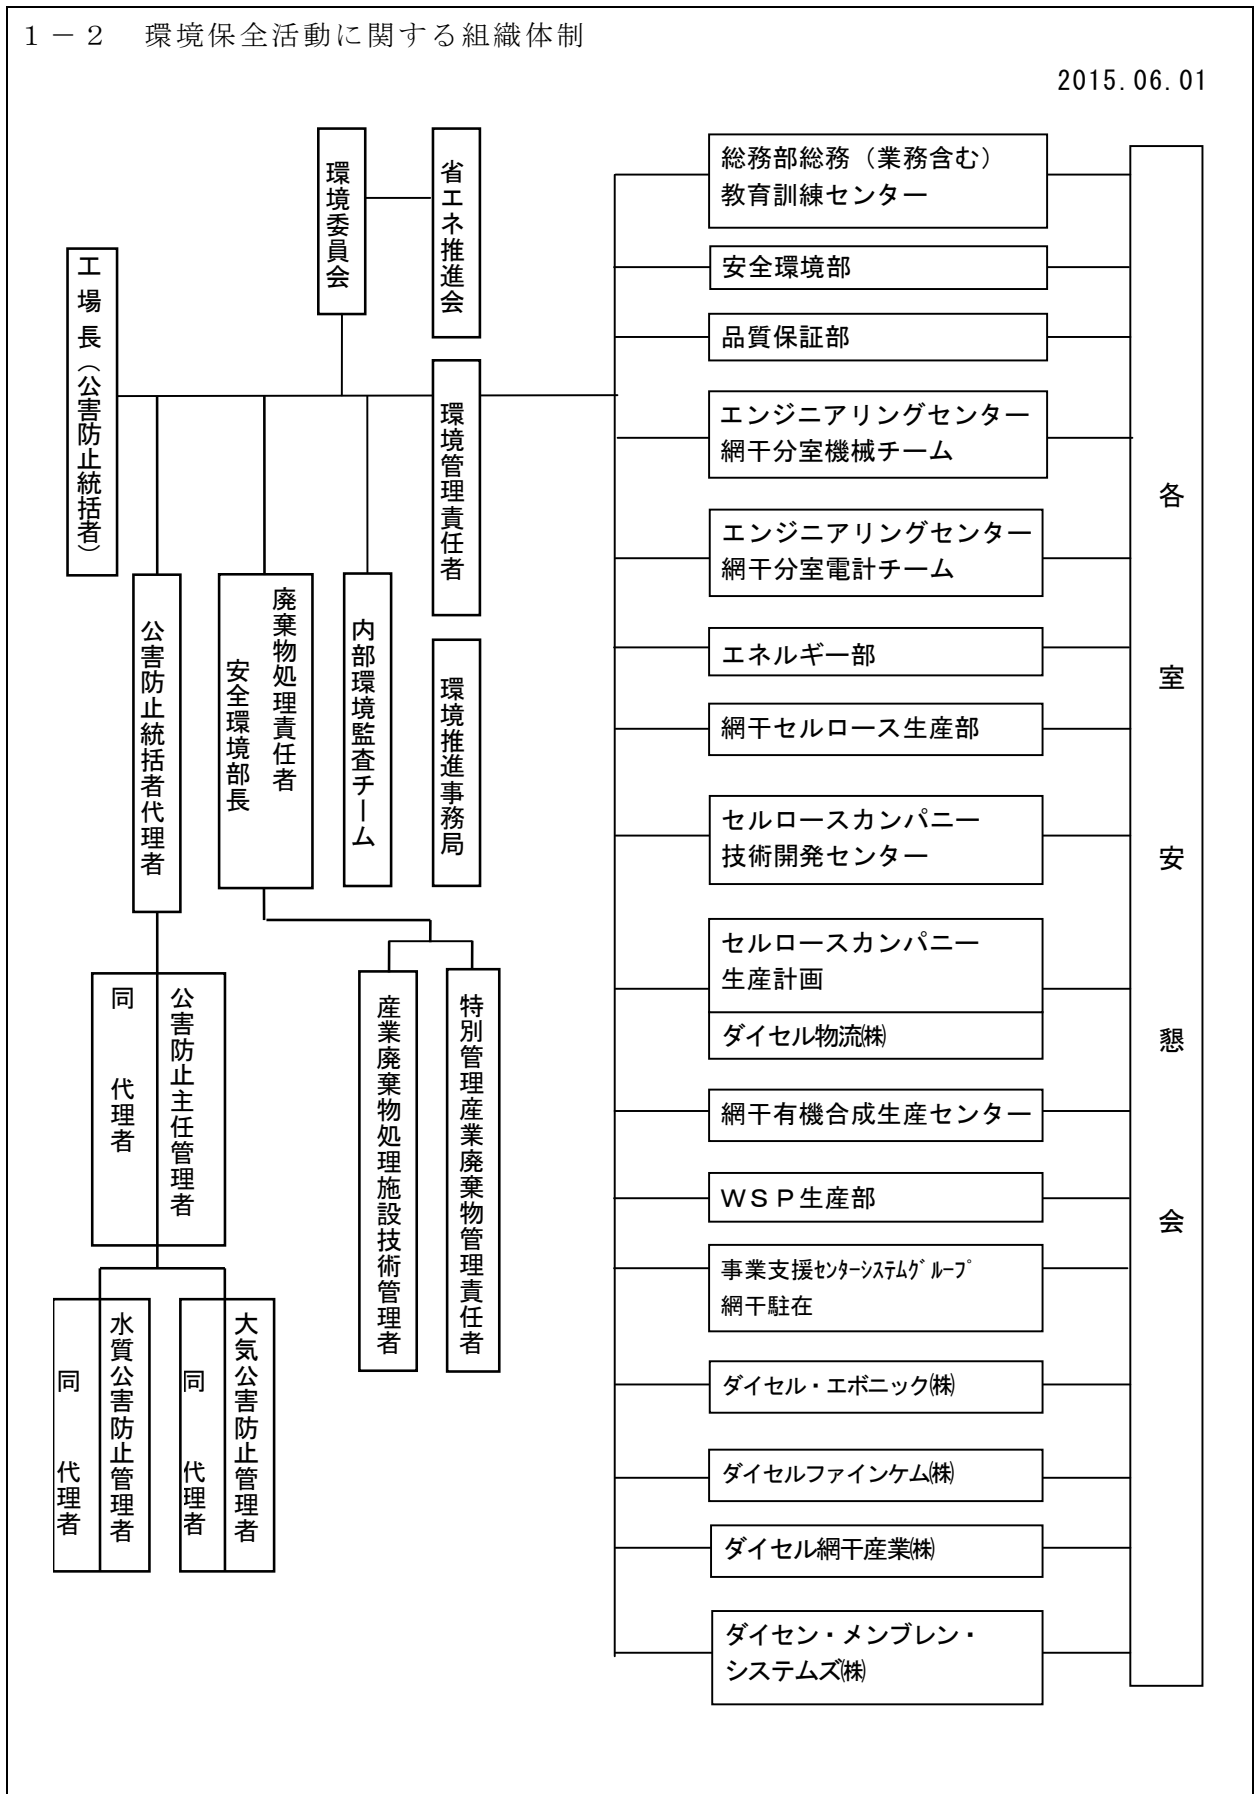 １－２　環境保全活動に関する組織体制
2015.06.01
環境委員会
省エネ推進会
工場長（公害防止統括者）
環境管理責任者
公害防止統括者代理者
廃棄物処理責任者
安全環境部長
内部環境監査チーム
環境推進事務局
公害防止主任管理者
同　代理者
産業廃棄物処理施設技術管理者
特別管理産業廃棄物管理責任者
水質公害防止管理者
同　代理者
大気公害防止管理者
同　代理者
総務部総務（業務含む）
教育訓練センター
安全環境部
品質保証部
エンジニアリングセンター
網干分室機械チーム
エンジニアリングセンター
網干分室電計チーム
エネルギー部
網干セルロース生産部
セルロースカンパニー
技術開発センター
セルロースカンパニー
生産計画
ダイセル物流㈱
網干有機合成生産センター
ＷＳＰ生産部
事業支援ｾﾝﾀｰｼｽﾃﾑｸﾞﾙｰﾌﾟ
網干駐在
ダイセル・エボニック㈱
ダイセルファインケム㈱
ダイセル網干産業㈱
ダイセン・メンブレン・
システムズ㈱
各室安懇会